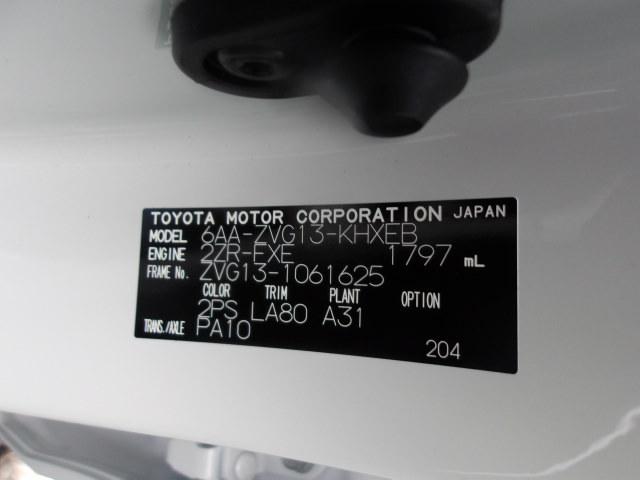 TOYOTA MOTOR CORPORATION JAPAN
MODEL 6AA-ZVG13-KHXEB
ENGINE 2ZR-EXE 1797 mL
FRAME No. ZVG13-1061625
COLOR TRIM PLANT OPTION
2PS LA80 A31
TRANS./AXLE PA10
204